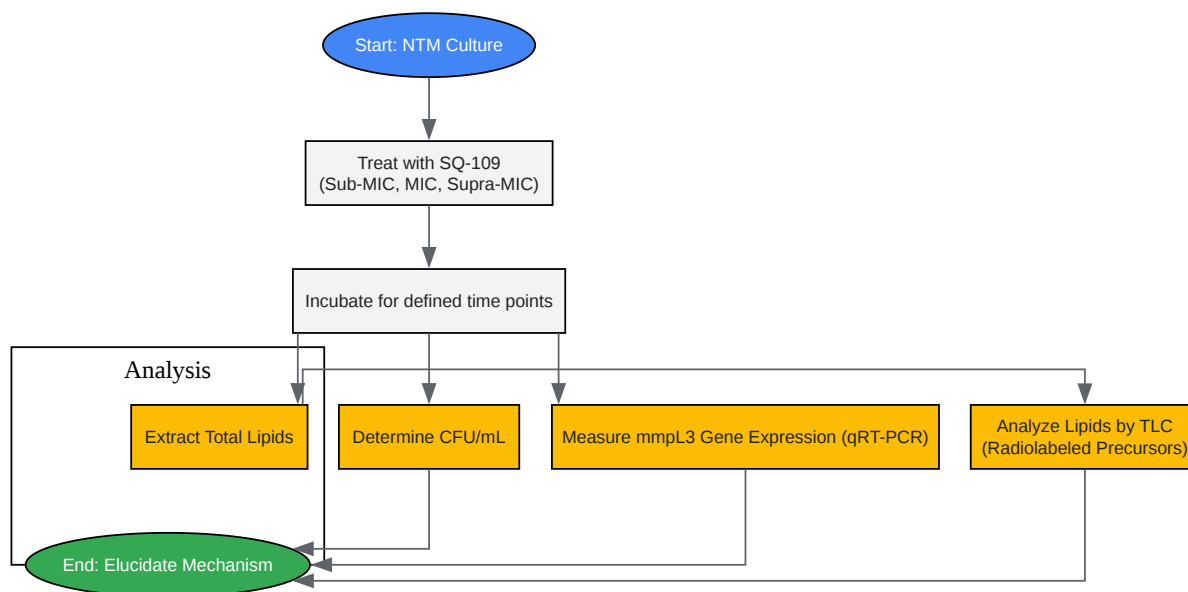 Start: NTM Culture
Treat with SQ-109
(Sub-MIC, MIC, Supra-MIC)
Incubate for defined time points
Analysis
Extract Total Lipids
Determine CFU/mL
Measure mmpL3 Gene Expression (qRT-PCR)
Analyze Lipids by TLC
(Radiolabeled Precursors)
End: Elucidate Mechanism